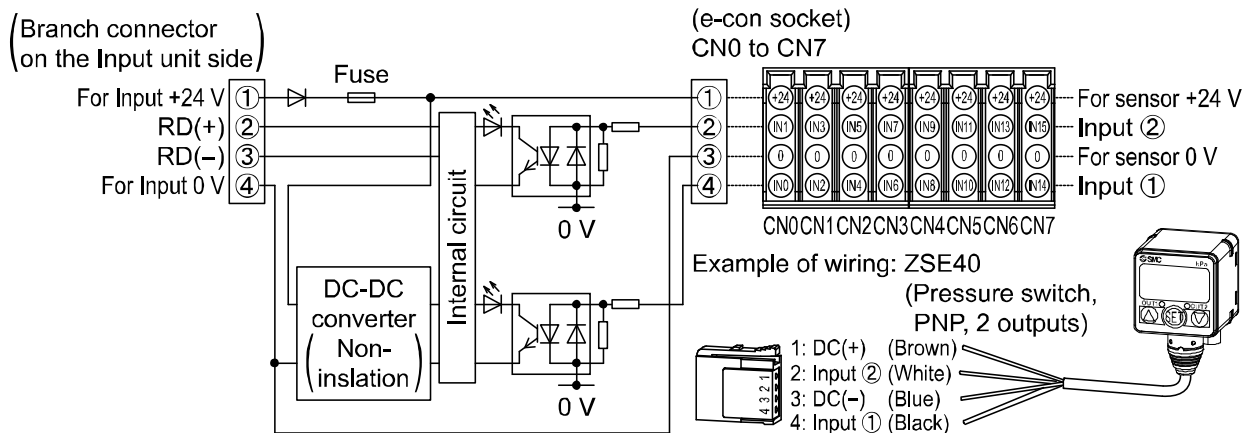 (Branch connector
on the Input unit side)
For Input +24 V ①
RD(+) ②
RD(−) ③
For Input 0 V ④
Fuse
Internal circuit
DC-DC
converter
(Non-
inslation)
0 V
0 V
(e-con socket)
CN0 to CN7
①
②
③
④
+24 +24 +24 +24 +24 +24 +24 +24
IN1 IN3 IN5 IN7 IN9 IN11 IN13 IN15
0 0 0 0 0 0 0 0
IN0 IN2 IN4 IN6 IN8 IN10 IN12 IN14
For sensor +24 V
Input ②
For sensor 0 V
Input ①
CN0 CN1 CN2 CN3 CN4 CN5 CN6 CN7
Example of wiring: ZSE40
(Pressure switch,
PNP, 2 outputs)
1: DC(+) (Brown)
2: Input ② (White)
3: DC(−) (Blue)
4: Input ① (Black)
4 3 2 1
SMC
kPa
OUT1 OUT2
SET